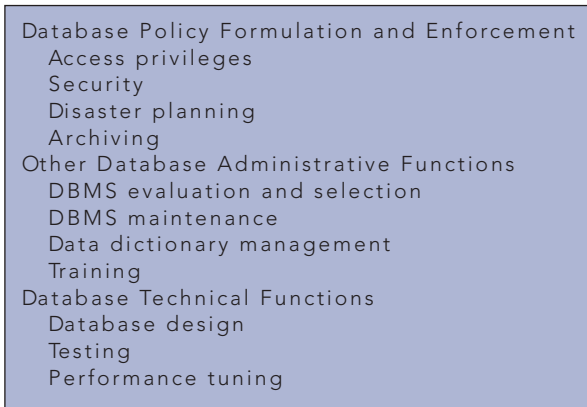 Database Policy Formulation and Enforcement
Access privileges
Security
Disaster planning
Archiving
Other Database Administrative Functions
DBMS evaluation and selection
DBMS maintenance
Data dictionary management
Training
Database Technical Functions
Database design
Testing
Performance tuning